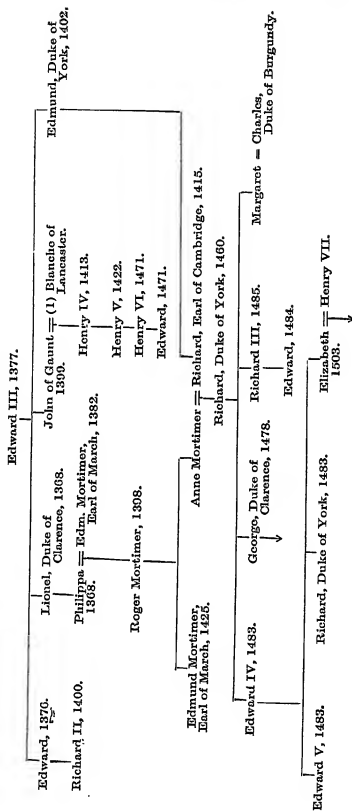 Edward III, 1377.
Edward, 1376.
Lionel, Duke of
Clarence, 1368.
John of Gaunt = (1) Blanche of
1399. Lancaster.
Edmund, Duke of
York, 1402.
Richard II, 1400.
Philippa = Edm. Mortimer,
1368. Earl of March, 1382.
Henry IV, 1413.
Henry V, 1422.
Roger Mortimer, 1398.
Henry VI, 1471.
Edward, 1471.
Edmund Mortimer,
Earl of March, 1425.
Anne Mortimer = Richard, Earl of Cambridge, 1415.
Richard, Duke of York, 1460.
Edward IV, 1483.
George, Duke of
Clarence, 1478.
Richard III, 1485.
Margaret = Charles,
Duke of Burgundy.
Edward, 1484.
Edward V, 1483.
Richard, Duke of York, 1483.
Elizabeth = Henry VII.
1503.